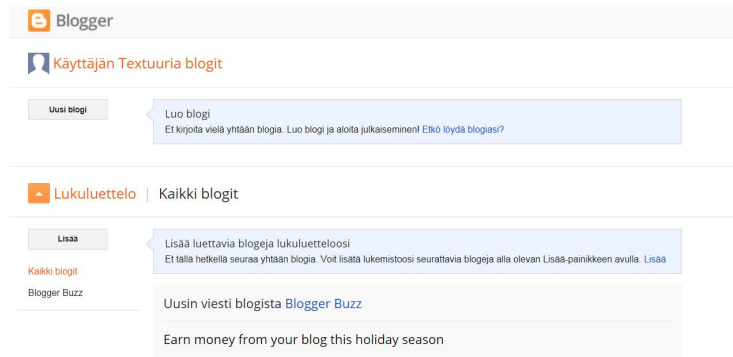 Blogger
Käyttäjän Textuuria blogit
Uusi blogi
Luo blogi
Et kirjoita vielä yhtään blogia. Luo blogi ja aloita julkaiseminen! Etkö löydä blogiasi?
Lukuluettelo | Kaikki blogit
Lisää
Lisää luettavia blogeja lukuluetteloosi
Et tällä hetkellä seuraa yhtään blogia. Voit lisätä lukemistoosi seurattavia blogeja alla olevan Lisää-painikkeen avulla. Lisää
Kaikki blogit
Blogger Buzz
Uusin viesti blogista Blogger Buzz
Earn money from your blog this holiday season